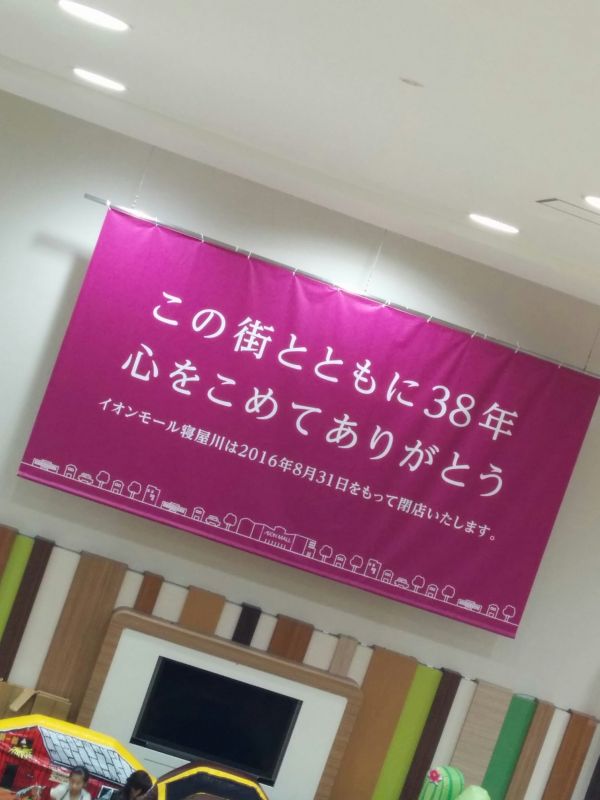 この街とともに38年
心をこめてありがとう
イオンモール寝屋川は2016年8月31日をもって閉店いたします。
ÆON MALL